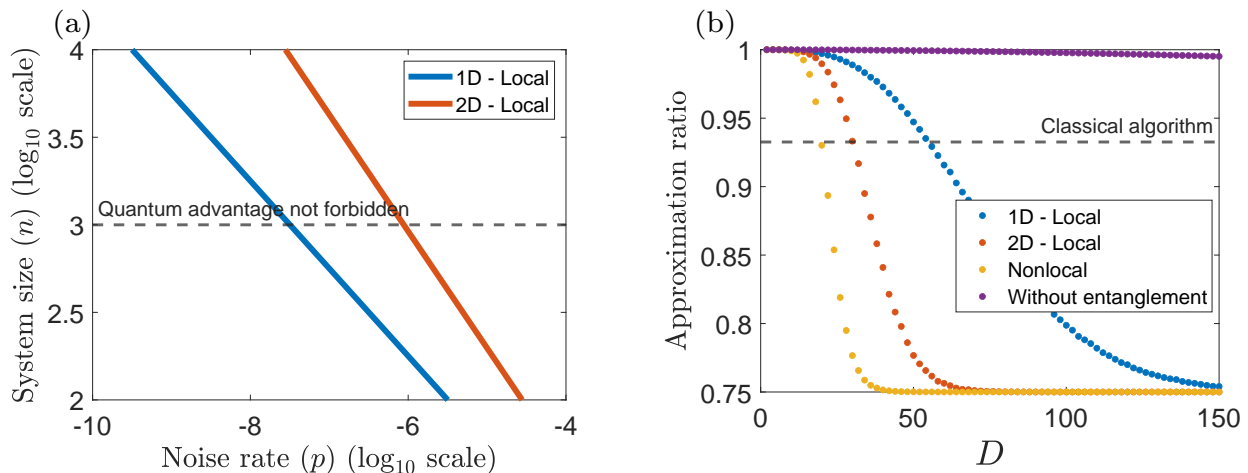 (a)
System size (n) (log10 scale)
4
3.5
3
2.5
2
1D - Local
2D - Local
Quantum advantage not forbidden
-10
-8
-6
-4
Noise rate (p) (log10 scale)
(b)
Approximation ratio
1
0.95
0.9
0.85
0.8
0.75
Classical algorithm
1D - Local
2D - Local
Nonlocal
Without entanglement
0
50
100
150
D